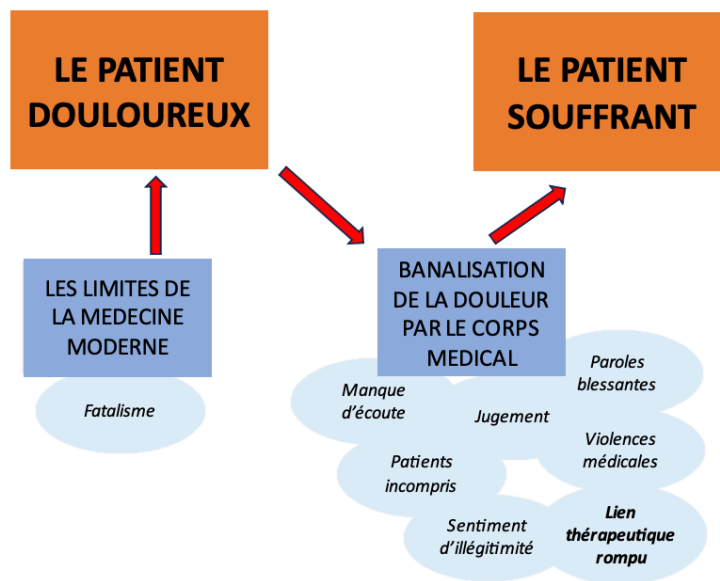 LE PATIENT
DOULOUREUX
LE PATIENT
SOUFFRANT
LES LIMITES DE
LA MEDECINE
MODERNE
Fatalisme
BANALISATION
DE LA DOULEUR
PAR LE CORPS
MEDICAL
Manque
d'écoute
Jugement
Paroles
blessantes
Patients
incompris
Violences
médicales
Sentiment
d'illégitimité
Lien
thérapeutique
rompu